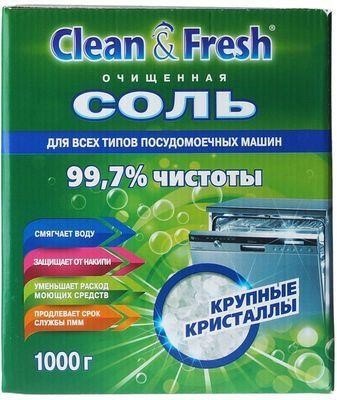 Clean & Fresh®
ОЧИЩЕННАЯ
СОЛЬ
ДЛЯ ВСЕХ ТИПОВ ПОСУДОМОЕЧНЫХ МАШИН
99,7% ЧИСТОТЫ
СМЯГЧАЕТ ВОДУ
ЗАЩИЩАЕТ ОТ НАКИПИ
УМЕНЬШАЕТ РАСХОД
МОЮЩИХ СРЕДСТВ
ПРОДЛЕВАЕТ СРОК
СЛУЖБЫ ПММ
КРУПНЫЕ
КРИСТАЛЛЫ
1000 г